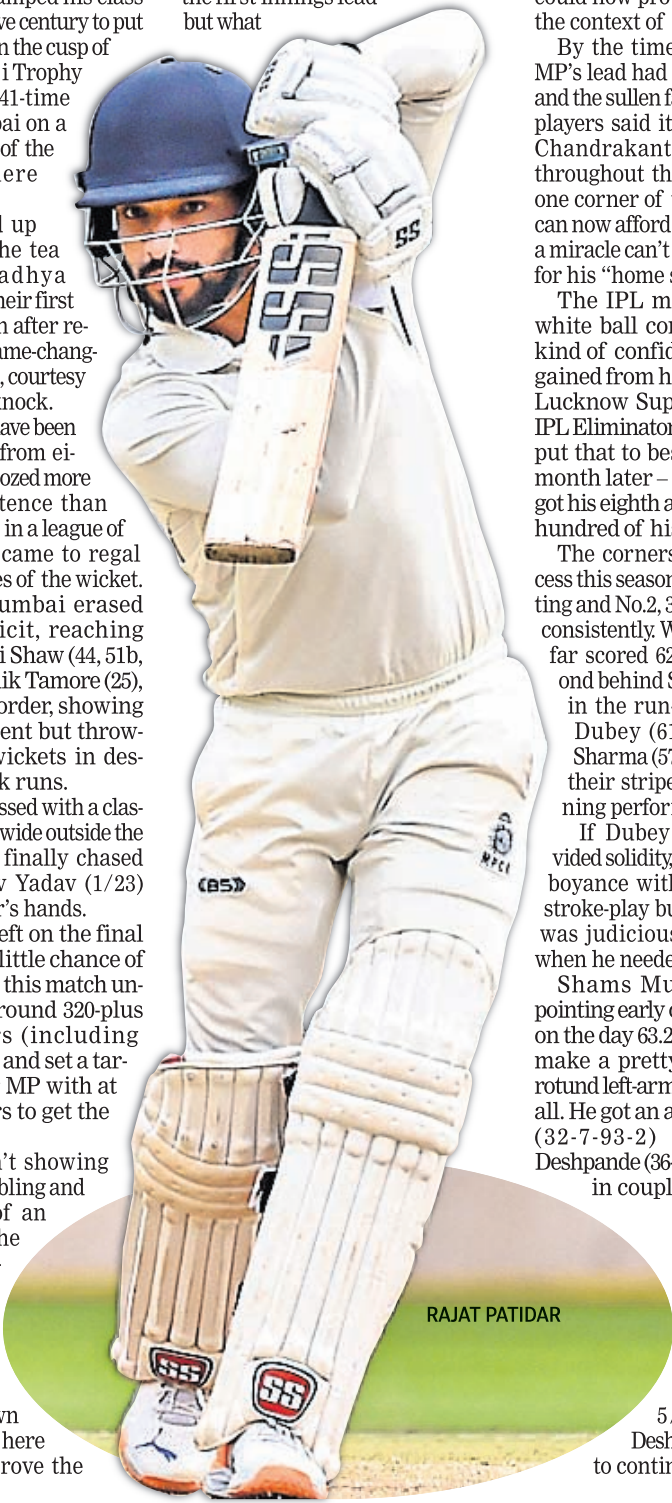 mped his class
ve century to put
n the cusp of
i Trophy
41-time
bai on a
of the
ere
up
he tea
adhya
heir first
n after re-
ame-chang-
, courtesy
knock.
have been
from ei-
ozed more
tence than
in a league of
came to regal
es of the wicket.
umbai erased
icit, reaching
i Shaw (44, 51b,
ik Tamore (25),
order, showing
ent but throw-
wickets in des-
k runs.
ssed with a clas-
wide outside the
finally chased
v Yadav (1/23)
r's hands.
eft on the final
little chance of
this match un-
round 320-plus
rs (including
and set a tar-
MP with at
rs to get the
't showing
bling and
of an
he
wn
here
rove the
the first innings lead
but what
SS
SS
CBS
MPCA
SS
SS
RAJAT PATIDAR
could now pro
the context of
By the time
MP's lead had
and the sullen f
players said it
Chandrakant
throughout th
one corner of
can now afford
a miracle can't
for his "home s
The IPL m
white ball con
kind of confid
gained from h
Lucknow Sup
IPL Eliminator
put that to bes
month later –
got his eighth a
hundred of his
The corners
cess this season
ting and No.2, 3
consistently. W
far scored 62
ond behind S
in the run-
Dubey (61
Sharma (57
their stripe
ning perfor
If Dubey
vided solidity,
boyance with
stroke-play bu
was judicious
when he neede
Shams Mu
pointing early o
on the day 63.2
make a pretty
rotund left-arm
all. He got an a
(32-7-93-2)
Deshpande (36-
in coupl
5/
Desh
to contin